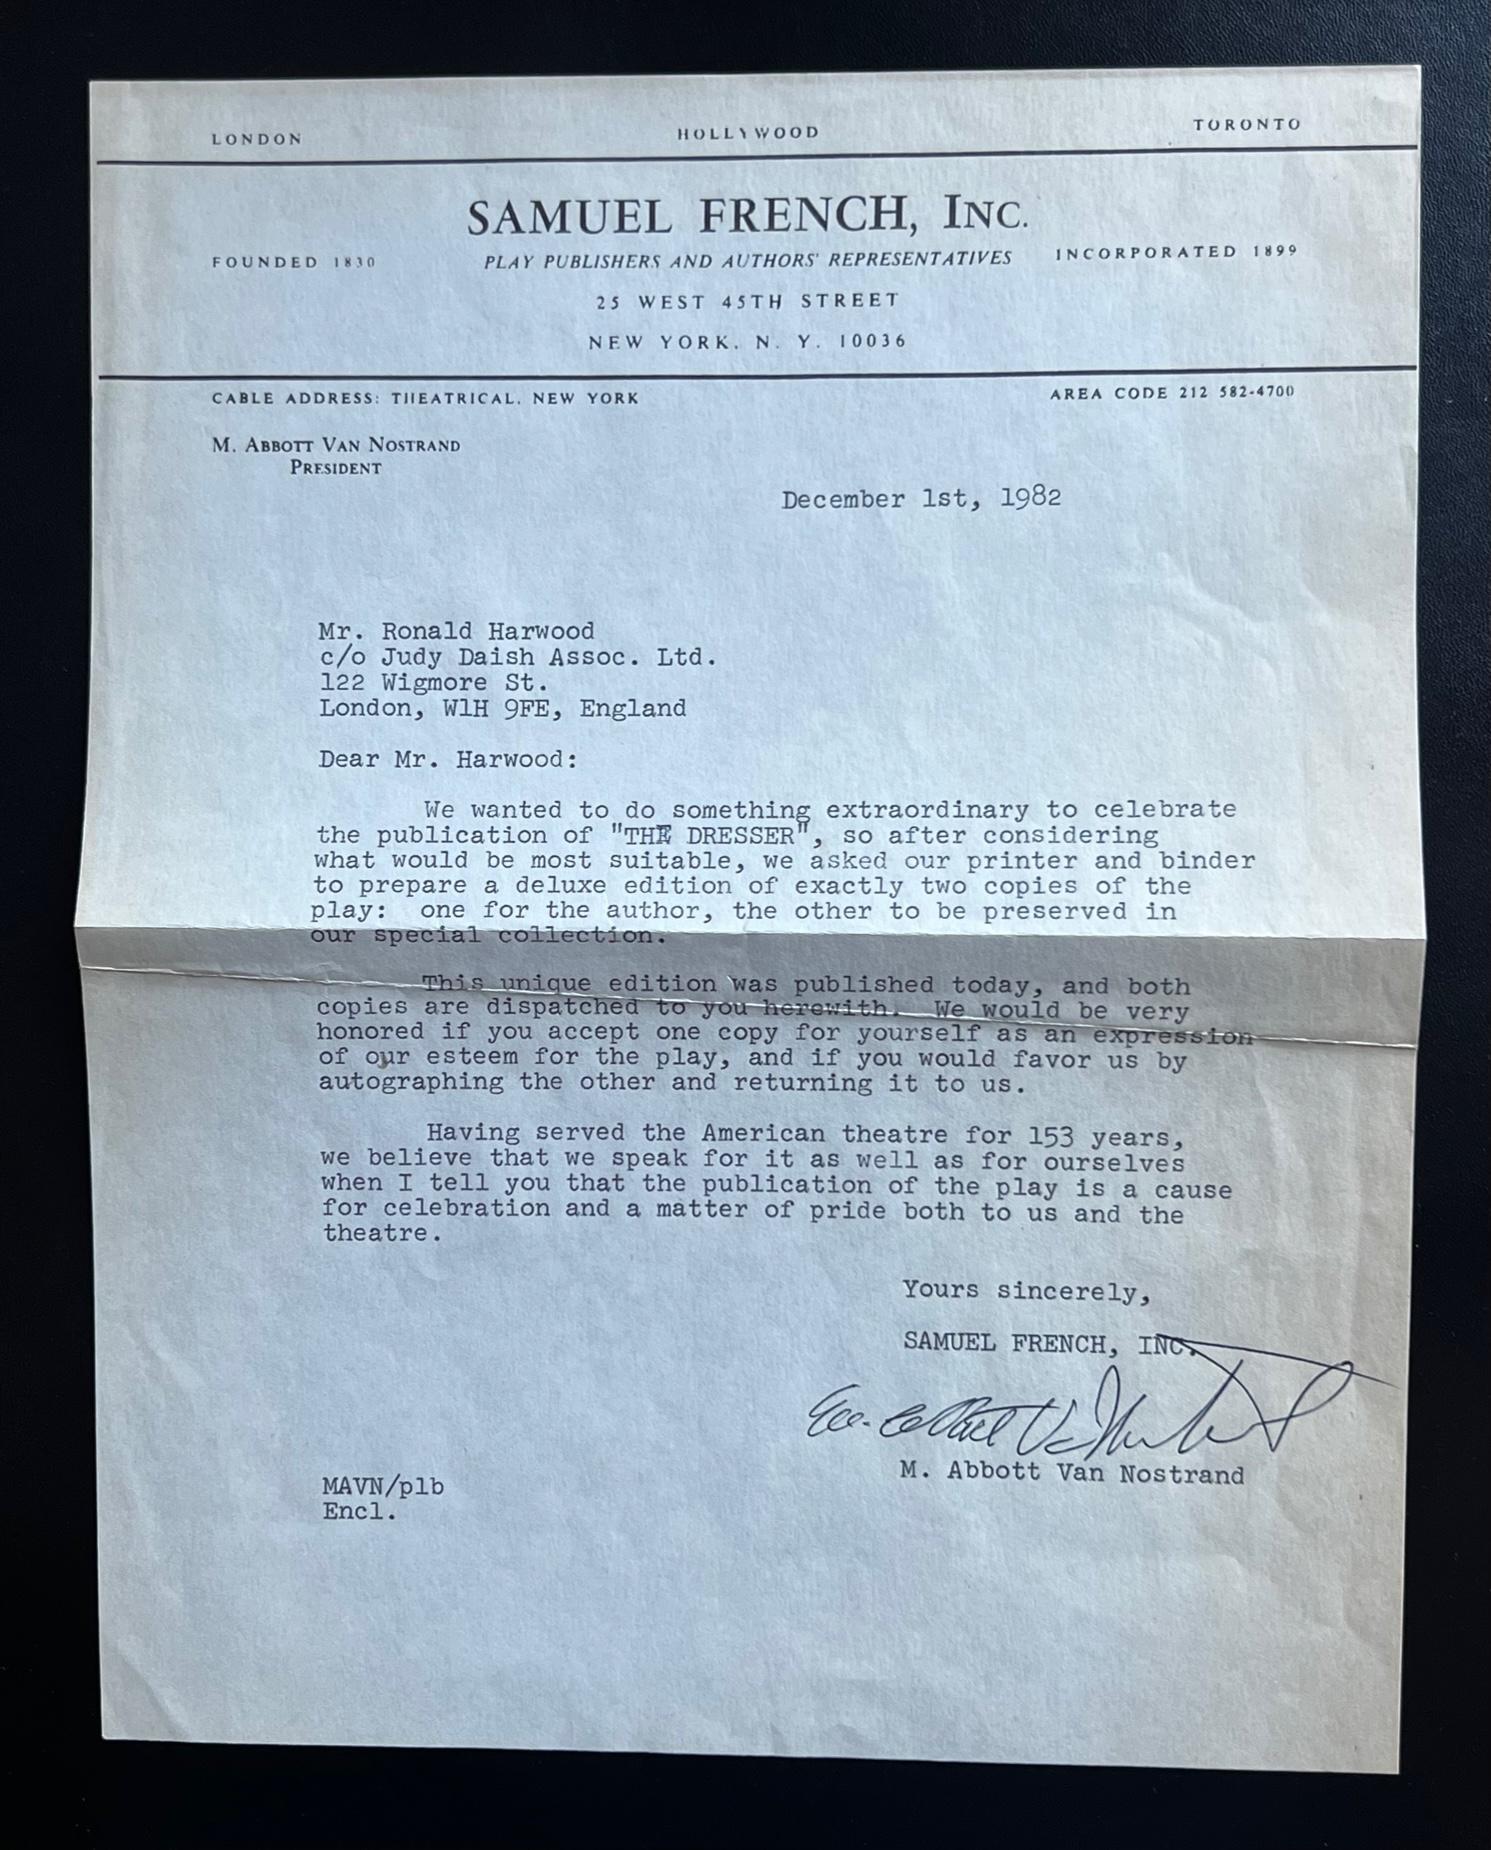 LONDON HOLLYWOOD TORONTO
SAMUEL FRENCH, INC.
FOUNDED 1830 PLAY PUBLISHERS AND AUTHORS' REPRESENTATIVES INCORPORATED 1899
25 WEST 45TH STREET
NEW YORK, N. Y. 10036
CABLE ADDRESS: THEATRICAL, NEW YORK AREA CODE 212 582-4700
M. ABBOTT VAN NOSTRAND
PRESIDENT
December 1st, 1982
Mr. Ronald Harwood
c/o Judy Daish Assoc. Ltd.
122 Wigmore St.
London, W1H 9FE, England
Dear Mr. Harwood:
We wanted to do something extraordinary to celebrate
the publication of "THE DRESSER", so after considering
what would be most suitable, we asked our printer and binder
to prepare a deluxe edition of exactly two copies of the
play: one for the author, the other to be preserved in
our special collection.
This unique edition was published today, and both
copies are dispatched to you herewith. We would be very
honored if you accept one copy for yourself as an expression
of our esteem for the play, and if you would favor us by
autographing the other and returning it to us.
Having served the American theatre for 153 years,
we believe that we speak for it as well as for ourselves
when I tell you that the publication of the play is a cause
for celebration and a matter of pride both to us and the
theatre.
Yours sincerely,
SAMUEL FRENCH, INC.
M. Abbott Van Nostrand
MAVN/plb
Encl.